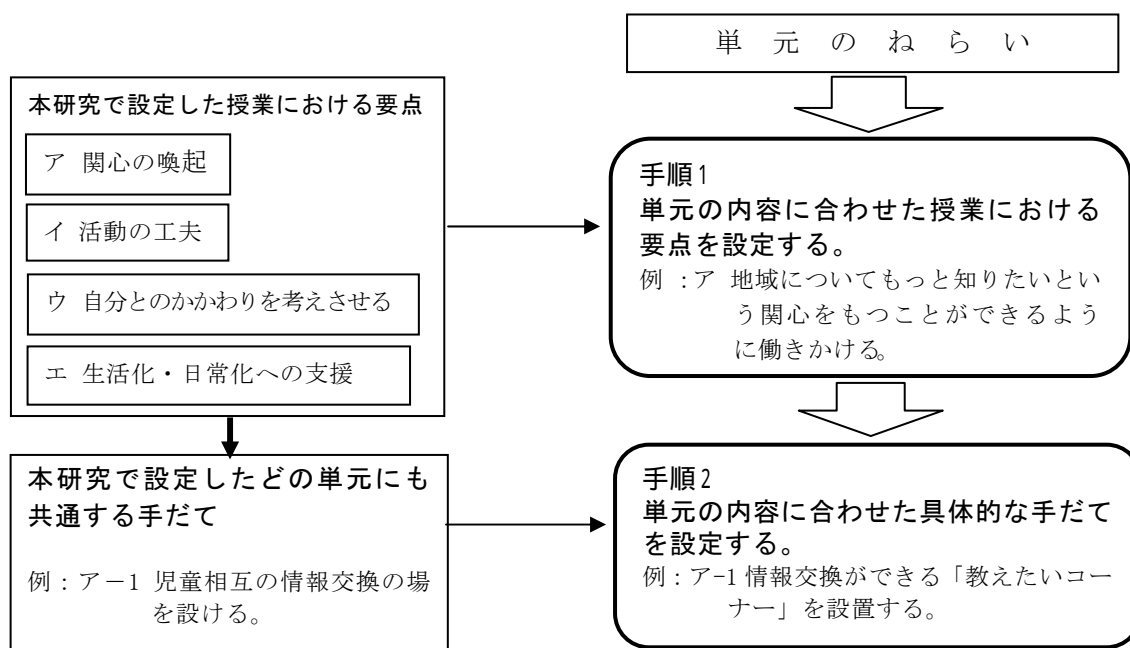 単元のねらい
本研究で設定した授業における要点
ア 関心の喚起
イ 活動の工夫
ウ 自分とのかかわりを考えさせる
エ 生活化・日常化への支援
手順1
単元の内容に合わせた授業における
要点を設定する。
例:ア 地域についてもっと知りたいとい
う関心をもつことができるよう
に働きかける。
本研究で設定したどの単元にも
共通する手だて
例:ア－1 児童相互の情報交換の場
を設ける。
手順2
単元の内容に合わせた具体的な手だて
を設定する。
例:ア-1 情報交換ができる「教えたいコー
ナー」を設置する。